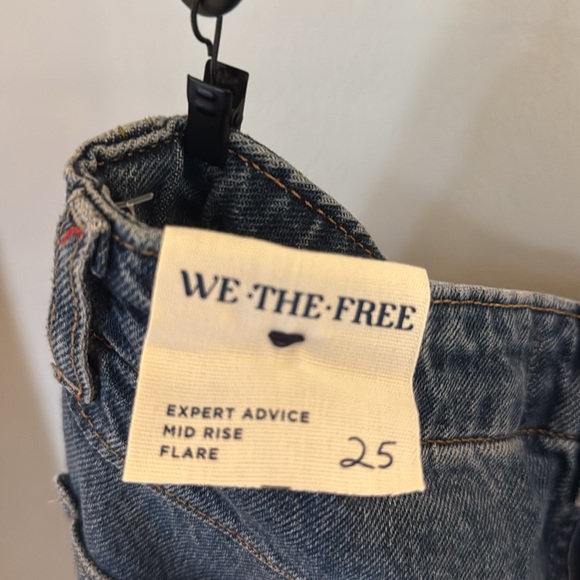 WE·THE·FREE
EXPERT ADVICE
MID RISE
FLARE
25